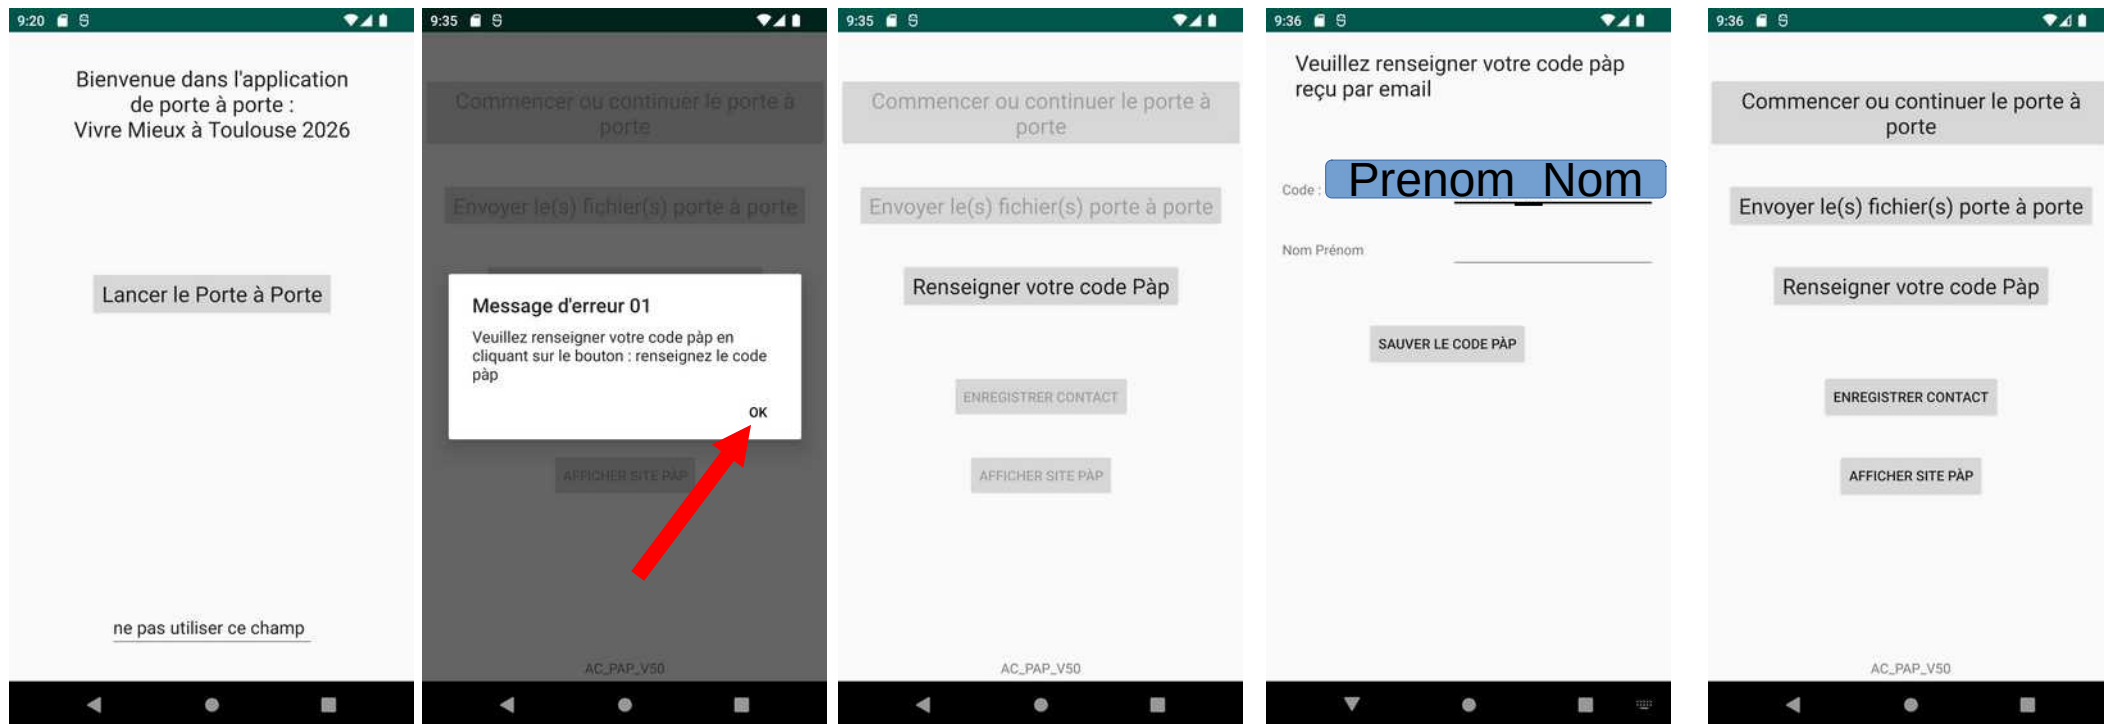 9:20
Bienvenue dans l'application
de porte à porte :
Vivre Mieux à Toulouse 2026
Lancer le Porte à Porte
ne pas utiliser ce champ
9:35
Commencer ou continuer le porte à
porte
Envoyer le(s) fichier(s) porte à porte
Message d'erreur 01
Veuillez renseigner votre code pàp en
cliquant sur le bouton : renseignez le code
pàp
OK
AFFICHER SITE PÀP
AC_PAP_V50
9:35
Commencer ou continuer le porte à
porte
Envoyer le(s) fichier(s) porte à porte
Renseigner votre code Pàp
ENREGISTRER CONTACT
AFFICHER SITE PÀP
AC_PAP_V50
9:36
Veuillez renseigner votre code pàp
reçu par email
Code : Prenom_Nom
Nom Prénom
SAUVER LE CODE PÀP
9:36
Commencer ou continuer le porte à
porte
Envoyer le(s) fichier(s) porte à porte
Renseigner votre code Pàp
ENREGISTRER CONTACT
AFFICHER SITE PÀP
AC_PAP_V50